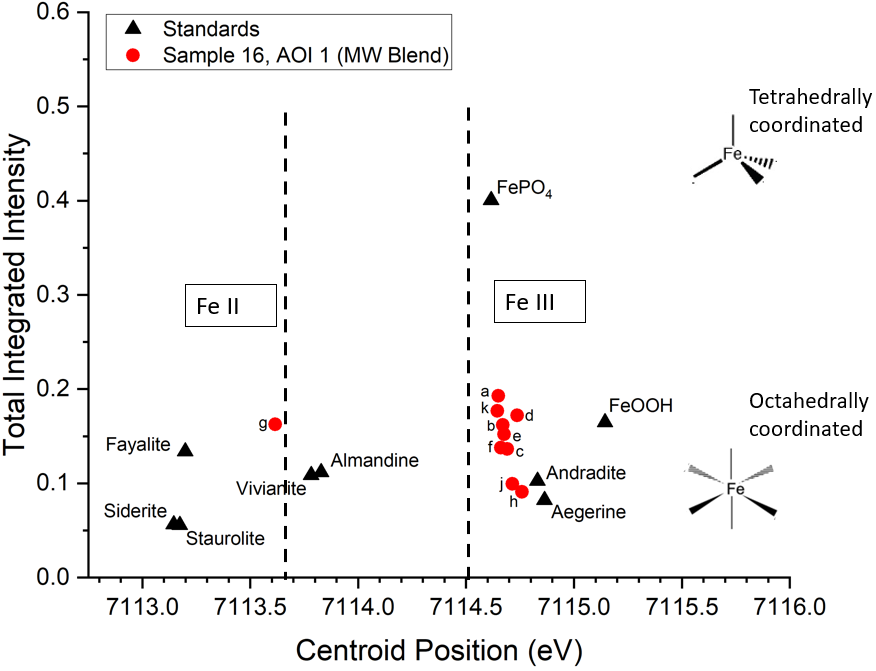 Standards
Sample 16, AOI 1 (MW Blend)
Total Integrated Intensity
0.6
0.5
0.4
0.3
0.2
0.1
0.0
Tetrahedrally
coordinated
Fe
FePO₄
Fe II
Fe III
Octahedrally
coordinated
Fe
FeOOH
a
k
d
b
e
f
c
g
j
h
Fayalite
Almandine
Vivianite
Andradite
Aegerine
Siderite
Staurolite
7113.0 7113.5 7114.0 7114.5 7115.0 7115.5 7116.0
Centroid Position (eV)